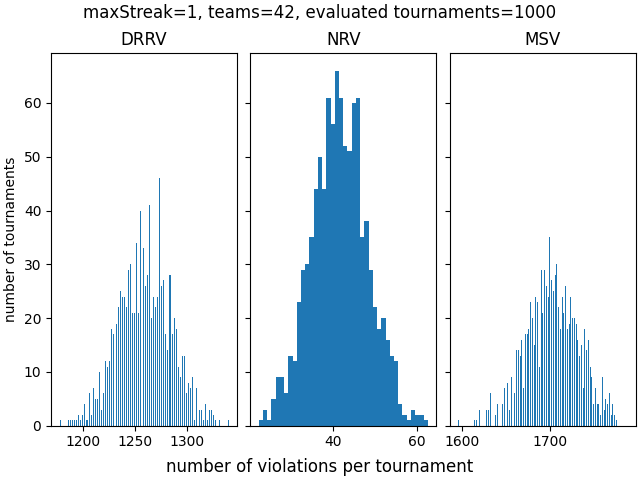 maxStreak=1, teams=42, evaluated tournaments=1000
DRRV
NRV
MSV
number of tournaments
60
50
40
30
20
10
0
1200 1250 1300
40 60
1600 1700
number of violations per tournament